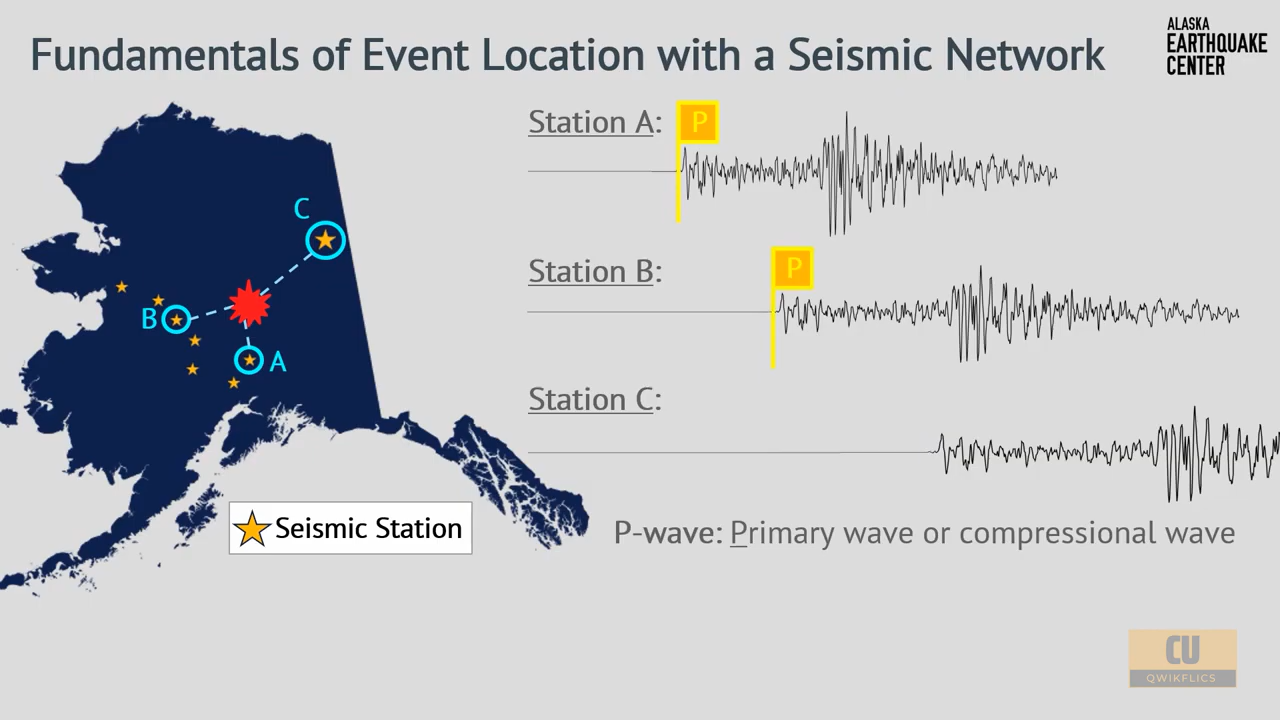 Fundamentals of Event Location with a Seismic Network
ALASKA
EARTHQUAKE
CENTER
Station A:
P
C
Station B:
P
B
A
Station C:
Seismic Station
P-wave: Primary wave or compressional wave
CU
QWIKFLICS